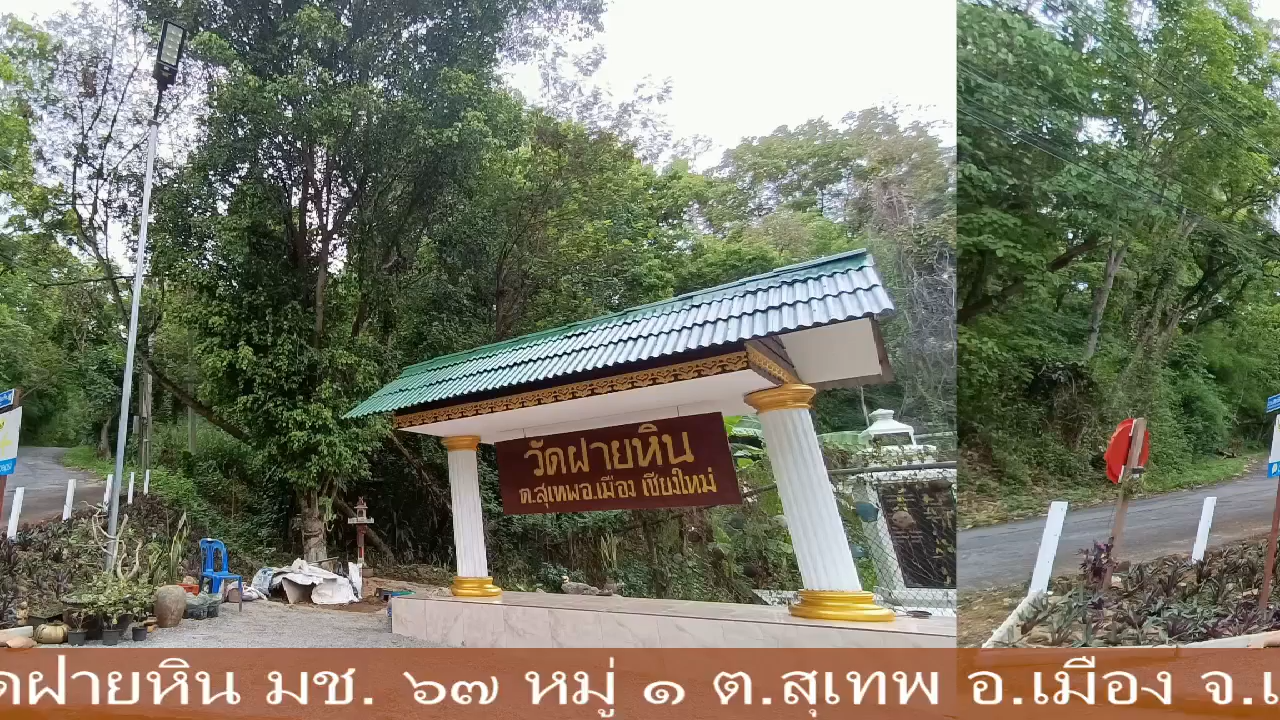 วัดฝายหิน
ต.สุเทพ อ.เมือง เชียงใหม่
ดฝายหิน มช. ๖๗ หมู่ ๑ ต.สุเทพ อ.เมือง จ.เ